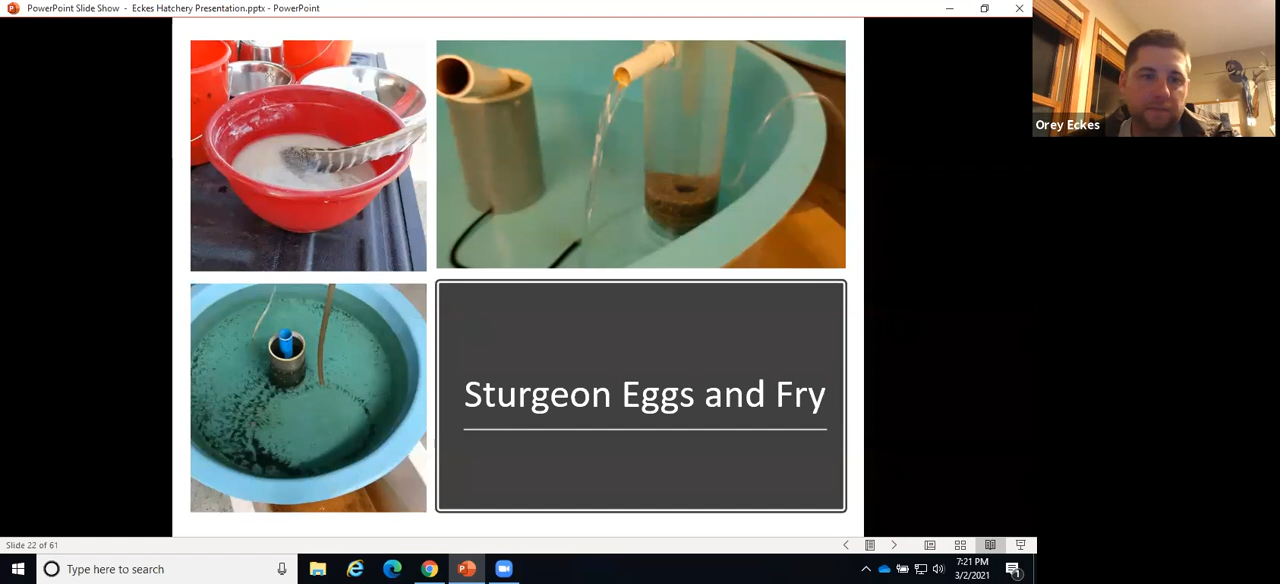 PowerPoint Slide Show - Eckes Hatchery Presentation.pptx - PowerPoint
Orey Eckes
Sturgeon Eggs and Fry
Slide 22 of 61
Type here to search
7:21 PM
3/2/2021
1